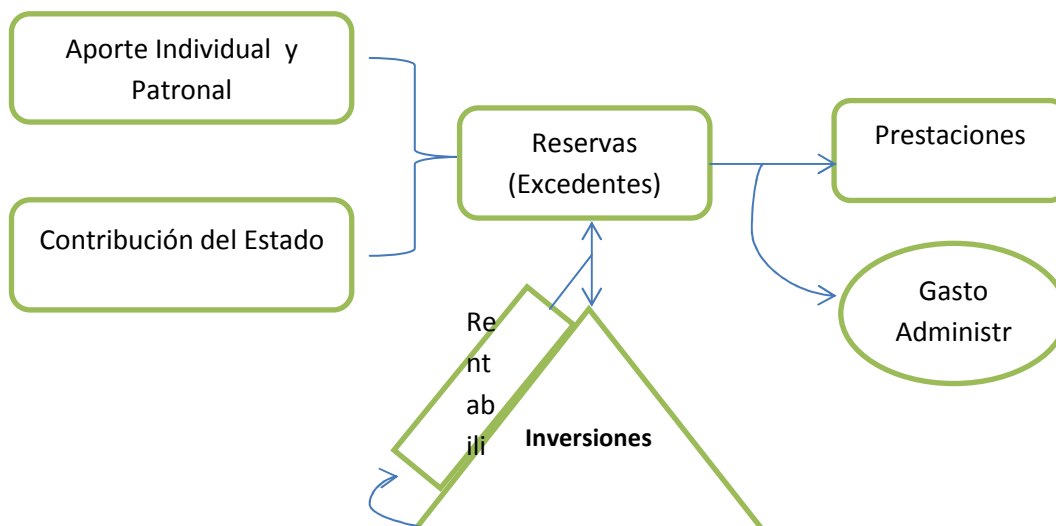 Aporte Individual y
Patronal
Contribución del Estado
Reservas
(Excedentes)
Prestaciones
Gasto
Administr
Re
nt
ab
ili
Inversiones